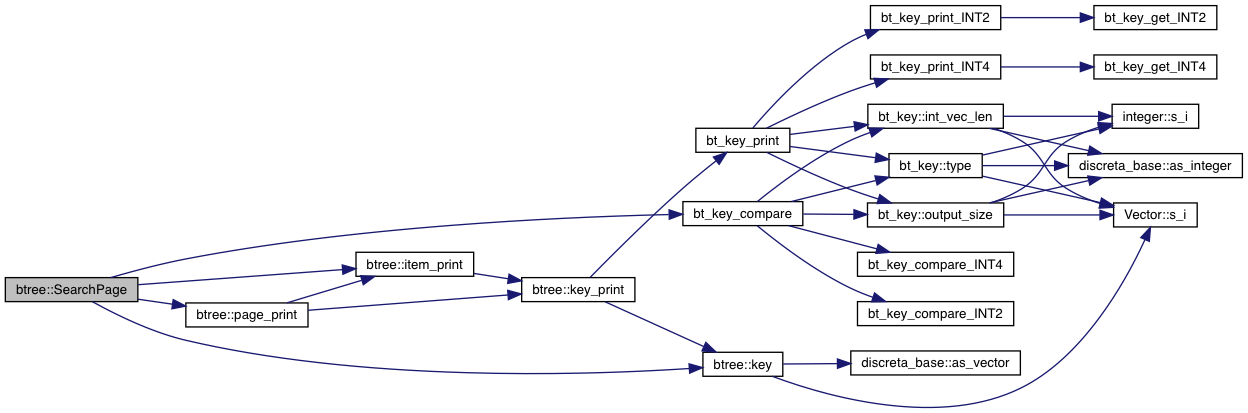 btree::SearchPage
btree::page_print
btree::item_print
btree::key_print
bt_key_print
bt_key_compare
btree::key
bt_key_print_INT2
bt_key_print_INT4
bt_key::int_vec_len
bt_key::type
bt_key::output_size
bt_key_compare_INT4
bt_key_compare_INT2
discreta_base::as_vector
bt_key_get_INT2
bt_key_get_INT4
integer::s_i
discreta_base::as_integer
Vector::s_i